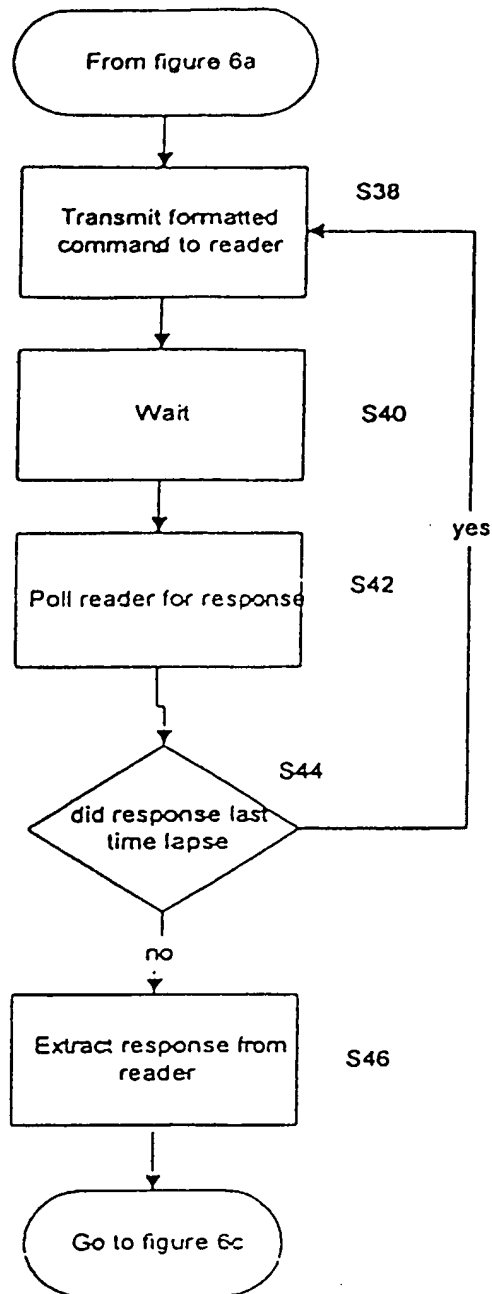 From figure 6a
S38
Transmit formatted
command to reader
Wait
S40
yes
Poll reader for response
S42
S44
did response last
time lapse
no
Extract response from
reader
S46
Go to figure 6c